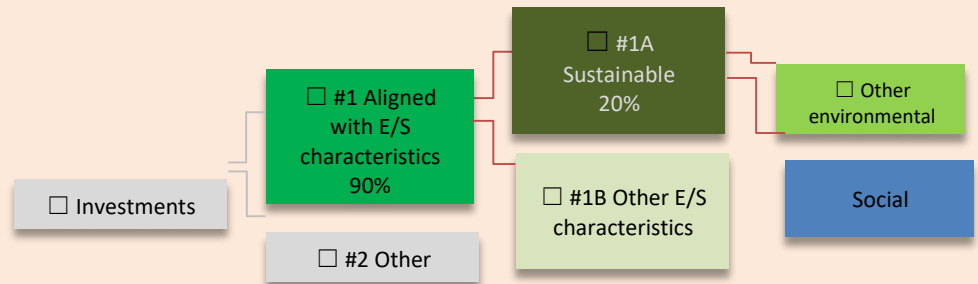 ☐ Investments
☐ #1 Aligned
with E/S
characteristics
90%
☐ #2 Other
☐ #1A
Sustainable
20%
☐ #1B Other E/S
characteristics
☐ Other
environmental
Social